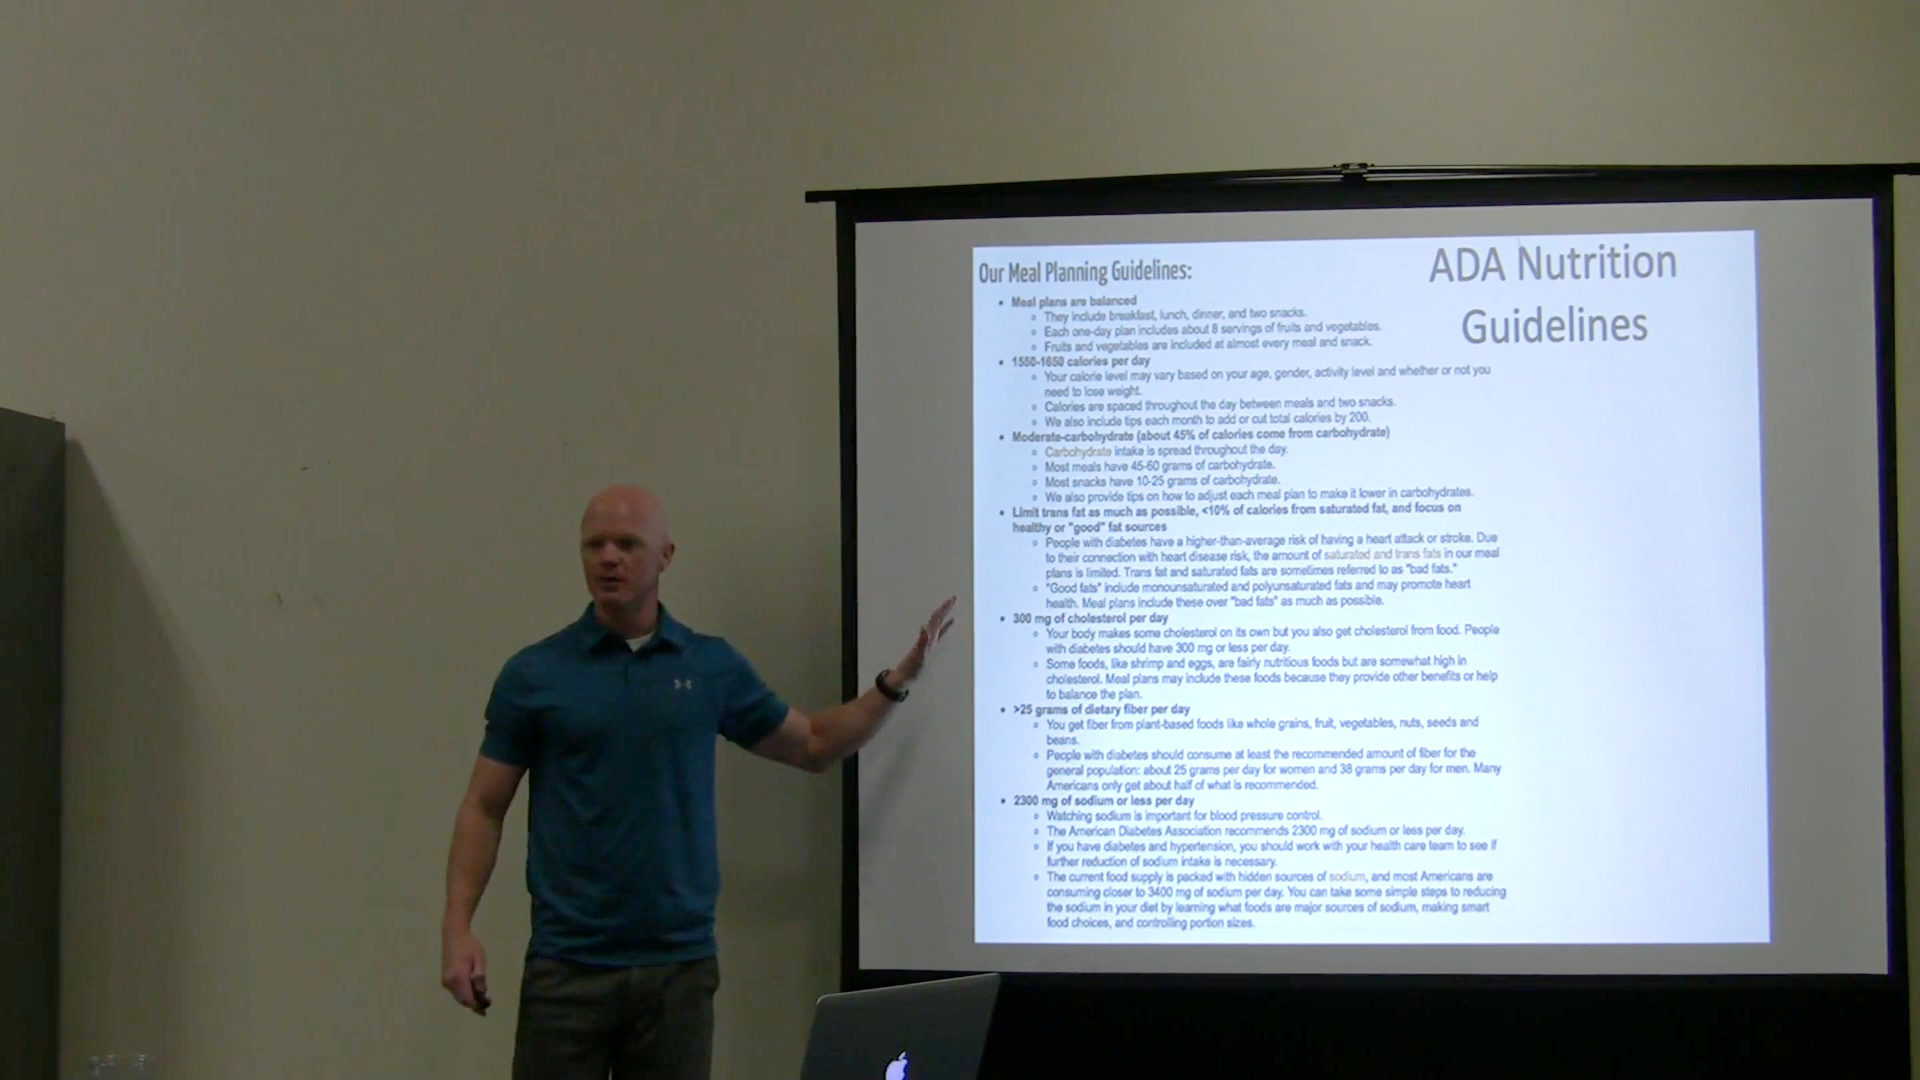 ADA Nutrition
Guidelines
Our Meal Planning Guidelines:
• Meal plans are balanced
◦ They include breakfast, lunch, dinner, and two snacks.
◦ Each one-day plan includes about 8 servings of fruits and vegetables.
◦ Fruits and vegetables are included at almost every meal and snack.
• 1550-1650 calories per day
◦ Your calorie level may vary based on your age, gender, activity level and whether or not you
need to lose weight.
◦ Calories are spaced throughout the day between meals and two snacks.
◦ We also include tips each month to add or cut total calories by 200.
• Moderate-carbohydrate (about 45% of calories come from carbohydrate)
◦ Carbohydrate intake is spread throughout the day.
◦ Most meals have 45-60 grams of carbohydrate.
◦ Most snacks have 10-25 grams of carbohydrate.
◦ We also provide tips on how to adjust each meal plan to make it lower in carbohydrates.
• Limit trans fat as much as possible, <10% of calories from saturated fat, and focus on
healthy or "good" fat sources
◦ People with diabetes have a higher-than-average risk of having a heart attack or stroke. Due
to their connection with heart disease risk, the amount of saturated and trans fats in our meal
plans is limited. Trans fat and saturated fats are sometimes referred to as "bad fats."
◦ "Good fats" include monounsaturated and polyunsaturated fats and may promote heart
health. Meal plans include these over "bad fats" as much as possible.
• 300 mg of cholesterol per day
◦ Your body makes some cholesterol on its own but you also get cholesterol from food. People
with diabetes should have 300 mg or less per day.
◦ Some foods, like shrimp and eggs, are fairly nutritious foods but are somewhat high in
cholesterol. Meal plans may include these foods because they provide other benefits or help
to balance the plan.
• >25 grams of dietary fiber per day
◦ You get fiber from plant-based foods like whole grains, fruit, vegetables, nuts, seeds and
beans.
◦ People with diabetes should consume at least the recommended amount of fiber for the
general population: about 25 grams per day for women and 38 grams per day for men. Many
Americans only get about half of what is recommended.
• 2300 mg of sodium or less per day
◦ Watching sodium is important for blood pressure control.
◦ The American Diabetes Association recommends 2300 mg of sodium or less per day.
◦ If you have diabetes and hypertension, you should work with your health care team to see if
further reduction of sodium intake is necessary.
◦ The current food supply is packed with hidden sources of sodium, and most Americans are
consuming closer to 3400 mg of sodium per day. You can take some simple steps to reducing
the sodium in your diet by learning what foods are major sources of sodium, making smart
food choices, and controlling portion sizes.